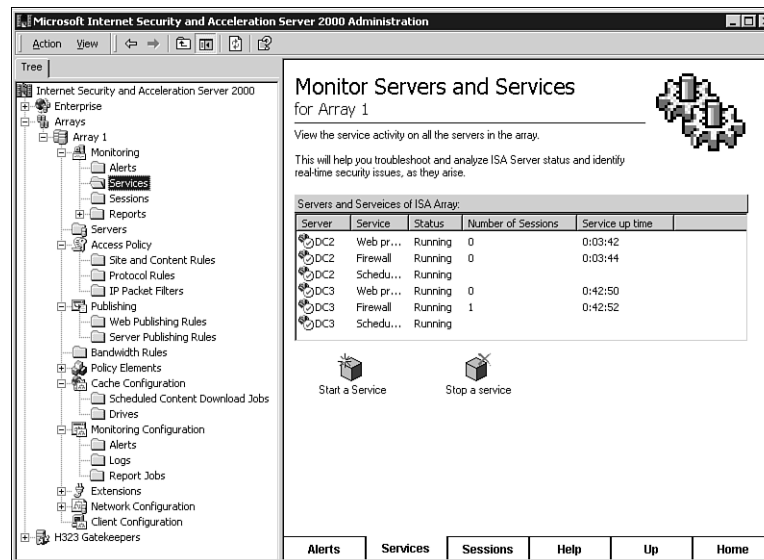 Microsoft Internet Security and Acceleration Server 2000 Administration
Action View
Tree
Internet Security and Acceleration Server 2000
Enterprise
Arrays
Array 1
Monitoring
Alerts
Services
Sessions
Reports
Servers
Access Policy
Site and Content Rules
Protocol Rules
IP Packet Filters
Publishing
Web Publishing Rules
Server Publishing Rules
Bandwidth Rules
Policy Elements
Cache Configuration
Scheduled Content Download Jobs
Drives
Monitoring Configuration
Alerts
Logs
Report Jobs
Extensions
Network Configuration
Client Configuration
H323 Gatekeepers
Monitor Servers and Services
for Array 1
View the service activity on all the servers in the array.
This will help you troubleshoot and analyze ISA Server status and identify
real-time security issues, as they arise.
Servers and Serveices of ISA Array:
Server Service Status Number of Sessions Service up time
DC2 Web pr... Running 0 0:03:42
DC2 Firewall Running 0 0:03:44
DC2 Schedu... Running
DC3 Web pr... Running 0 0:42:50
DC3 Firewall Running 1 0:42:52
DC3 Schedu... Running
Start a Service Stop a service
Alerts Services Sessions Help Up Home